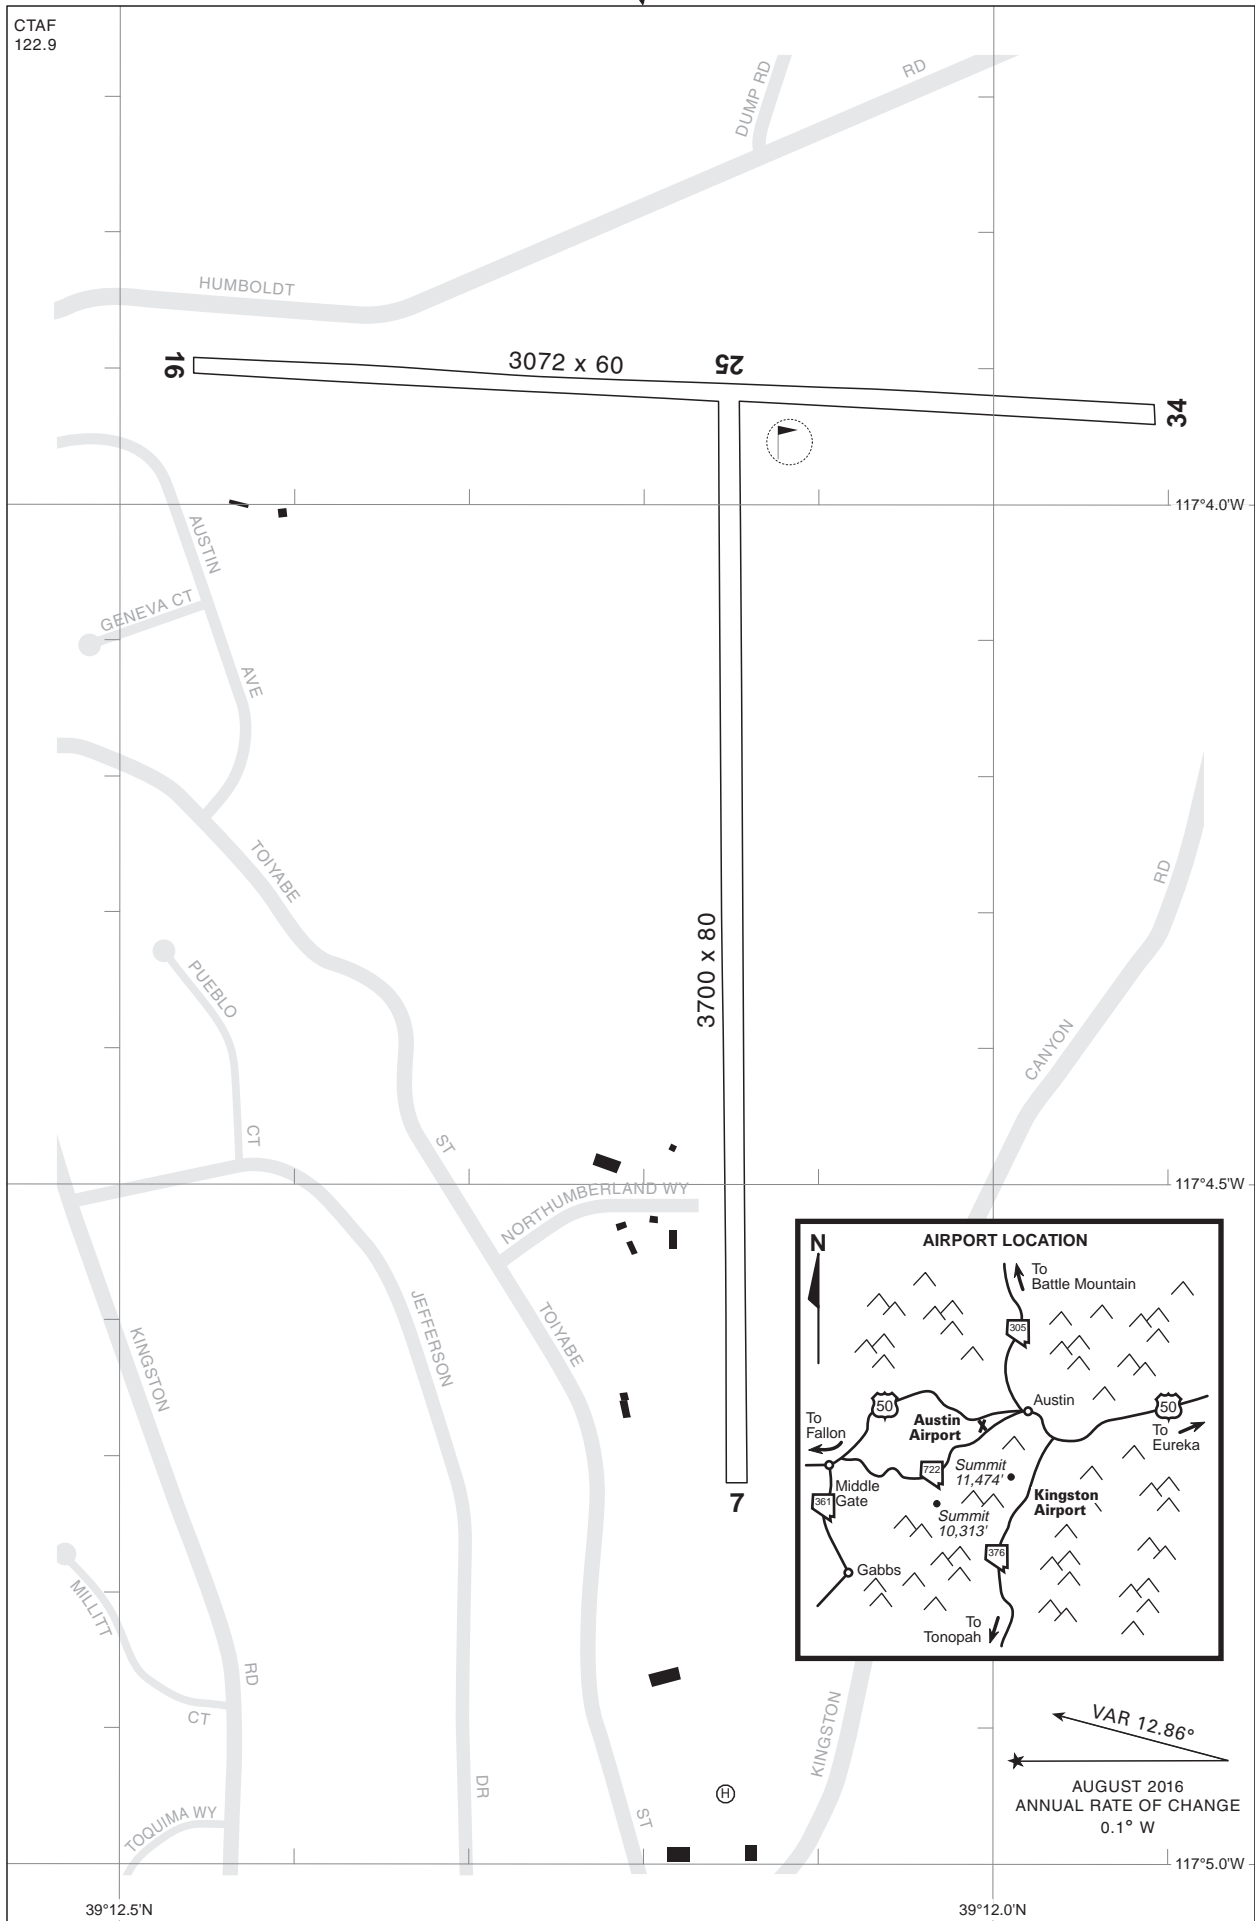 CTAF
122.9
DUMP RD
RD
HUMBOLDT
16
3072 x 60
25
34
117°4.0'W
AUSTIN
GENEVA CT
AVE
TOIYABE
RD
3700 x 80
PUEBLO
CANYON
CT
ST
117°4.5'W
NORTHUMBERLAND WY
JEFFERSON
TOIYABE
KINGSTON
7
AIRPORT LOCATION
N
To
Battle Mountain
305
50
Austin
50
To
Fallon
Austin
Airport
To
Eureka
722
Summit
11,474'
Middle
Gate
361
Kingston
Airport
Summit
10,313'
376
Gabbs
To
Tonopah
MILLITT
RD
CT
KINGSTON
VAR 12.86°
AUGUST 2016
ANNUAL RATE OF CHANGE
0.1° W
DR
H
ST
TOQUIMA WY
117°5.0'W
39°12.5'N
39°12.0'N